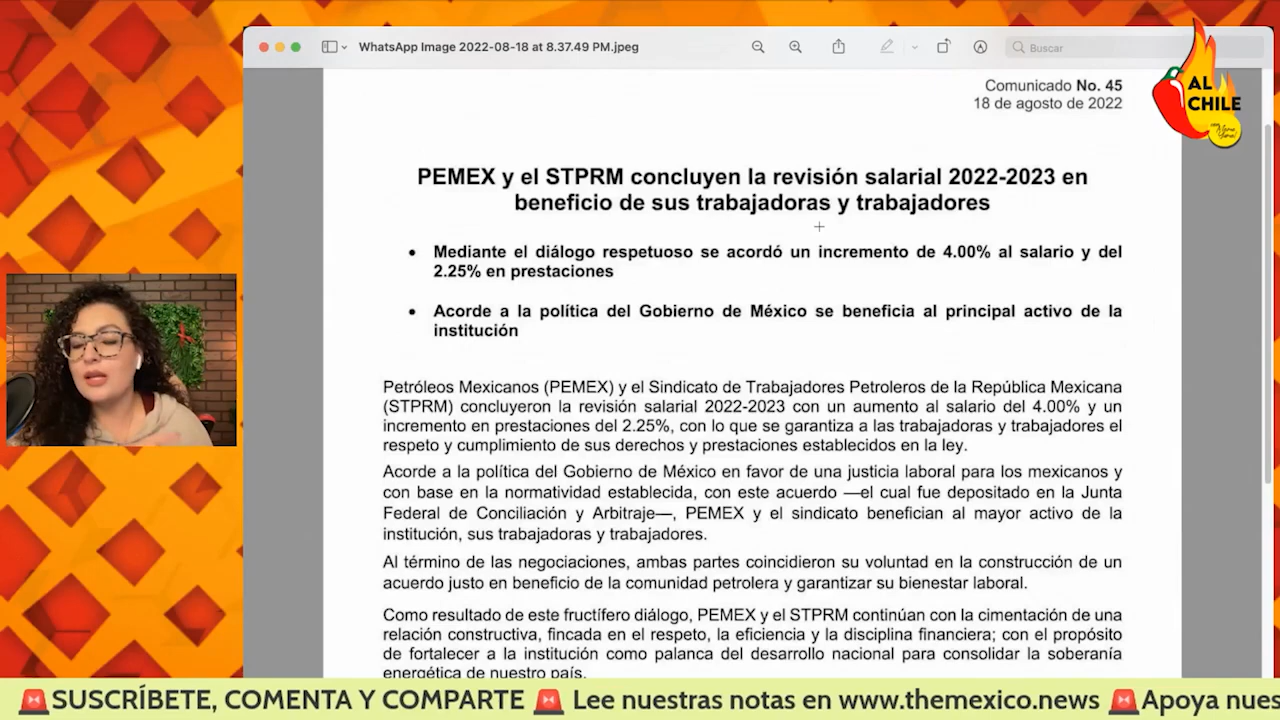 WhatsApp Image 2022-08-18 at 8.37.49 PM.jpeg
Buscar
AL
CHILE
Comunicado No. 45
18 de agosto de 2022
PEMEX y el STPRM concluyen la revisión salarial 2022-2023 en
beneficio de sus trabajadoras y trabajadores
• Mediante el diálogo respetuoso se acordó un incremento de 4.00% al salario y del
2.25% en prestaciones
• Acorde a la política del Gobierno de México se beneficia al principal activo de la
institución
Petróleos Mexicanos (PEMEX) y el Sindicato de Trabajadores Petroleros de la República Mexicana
(STPRM) concluyeron la revisión salarial 2022-2023 con un aumento al salario del 4.00% y un
incremento en prestaciones del 2.25%, con lo que se garantiza a las trabajadoras y trabajadores el
respeto y cumplimiento de sus derechos y prestaciones establecidos en la ley.
Acorde a la política del Gobierno de México en favor de una justicia laboral para los mexicanos y
con base en la normatividad establecida, con este acuerdo —el cual fue depositado en la Junta
Federal de Conciliación y Arbitraje—, PEMEX y el sindicato benefician al mayor activo de la
institución, sus trabajadoras y trabajadores.
Al término de las negociaciones, ambas partes coincidieron su voluntad en la construcción de un
acuerdo justo en beneficio de la comunidad petrolera y garantizar su bienestar laboral.
Como resultado de este fructífero diálogo, PEMEX y el STPRM continúan con la cimentación de una
relación constructiva, fincada en el respeto, la eficiencia y la disciplina financiera; con el propósito
de fortalecer a la institución como palanca del desarrollo nacional para consolidar la soberanía
energética de nuestro país.
SUSCRÍBETE, COMENTA Y COMPARTE Lee nuestras notas en www.themexico.news Apoya nues